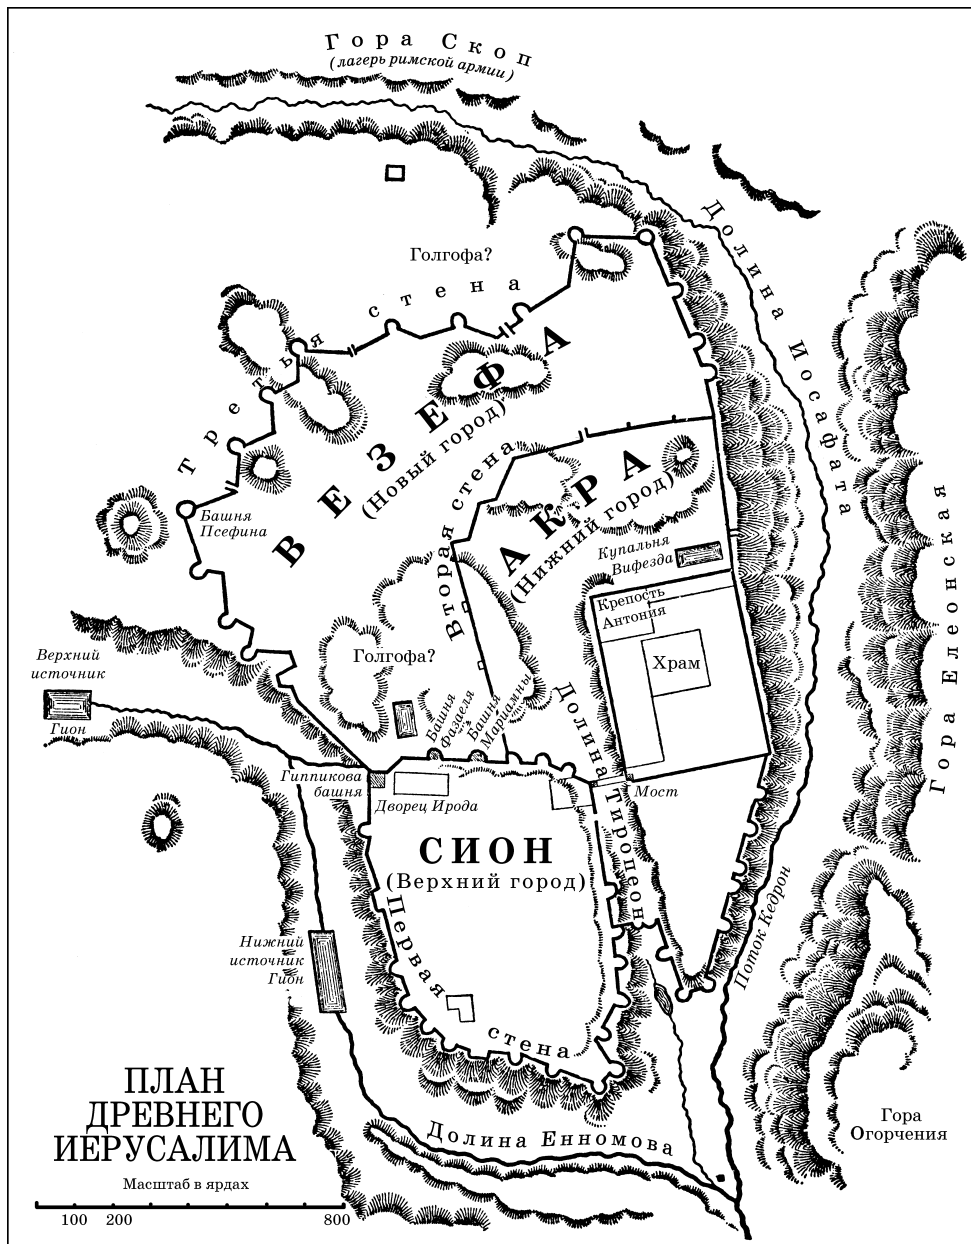 Гора Скоп
(лагерь римской армии)
Голгофа?
Третья стена
Долина Иосафата
ВЕЗЕФА
(Новый город)
Вторая стена
АКРА
(Нижний город)
Башня
Псефина
Купальня
Вифезда
Крепость
Антония
Храм
Гора Елеонская
Верхний
источник
Гион
Голгофа?
Башня
Фазаеля
Башня
Мариамны
Долина Тиропеон
Гиппикова
башня
Дворец Ирода
Мост
СИОН
(Верхний город)
Первая стена
Нижний
источник
Гион
Поток Кедрон
Долина Енномова
Гора
Огорчения
ПЛАН
ДРЕВНЕГО
ИЕРУСАЛИМА
Масштаб в ярдах
100 200 800